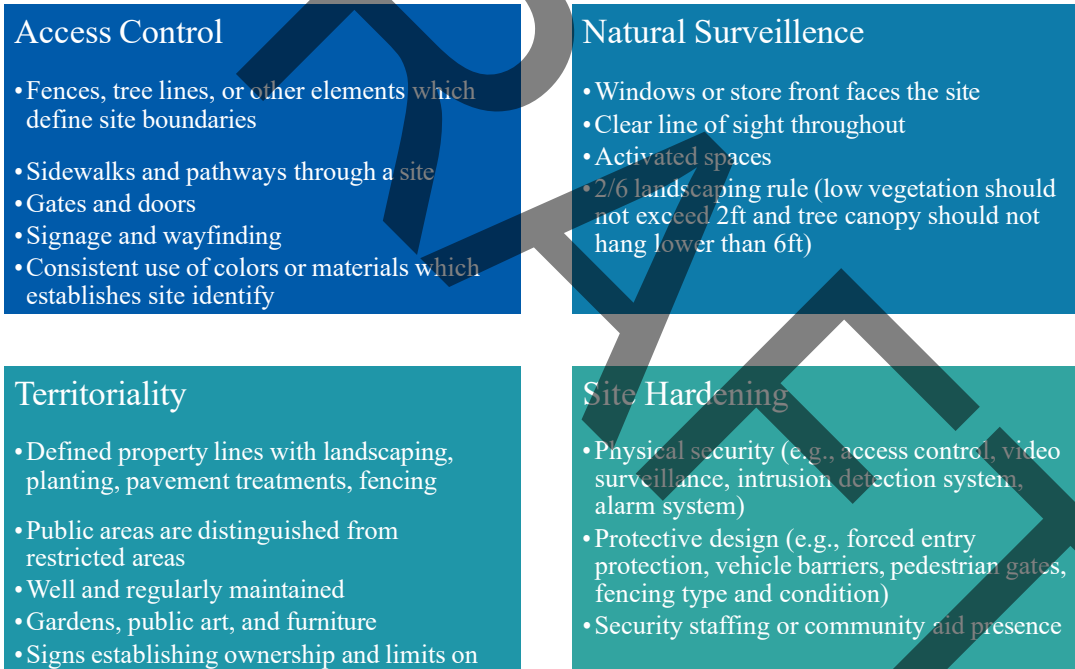 Access Control
•Fences, tree lines, or other elements which
define site boundaries
•Sidewalks and pathways through a site
•Gates and doors
•Signage and wayfinding
•Consistent use of colors or materials which
establishes site identify
Natural Surveillence
•Windows or store front faces the site
•Clear line of sight throughout
•Activated spaces
•2/6 landscaping rule (low vegetation should
not exceed 2ft and tree canopy should not
hang lower than 6ft)
Territoriality
•Defined property lines with landscaping,
planting, pavement treatments, fencing
•Public areas are distinguished from
restricted areas
•Well and regularly maintained
•Gardens, public art, and furniture
•Signs establishing ownership and limits on
Site Hardening
•Physical security (e.g., access control, video
surveillance, intrusion detection system,
alarm system)
•Protective design (e.g., forced entry
protection, vehicle barriers, pedestrian gates,
fencing type and condition)
•Security staffing or community aid presence